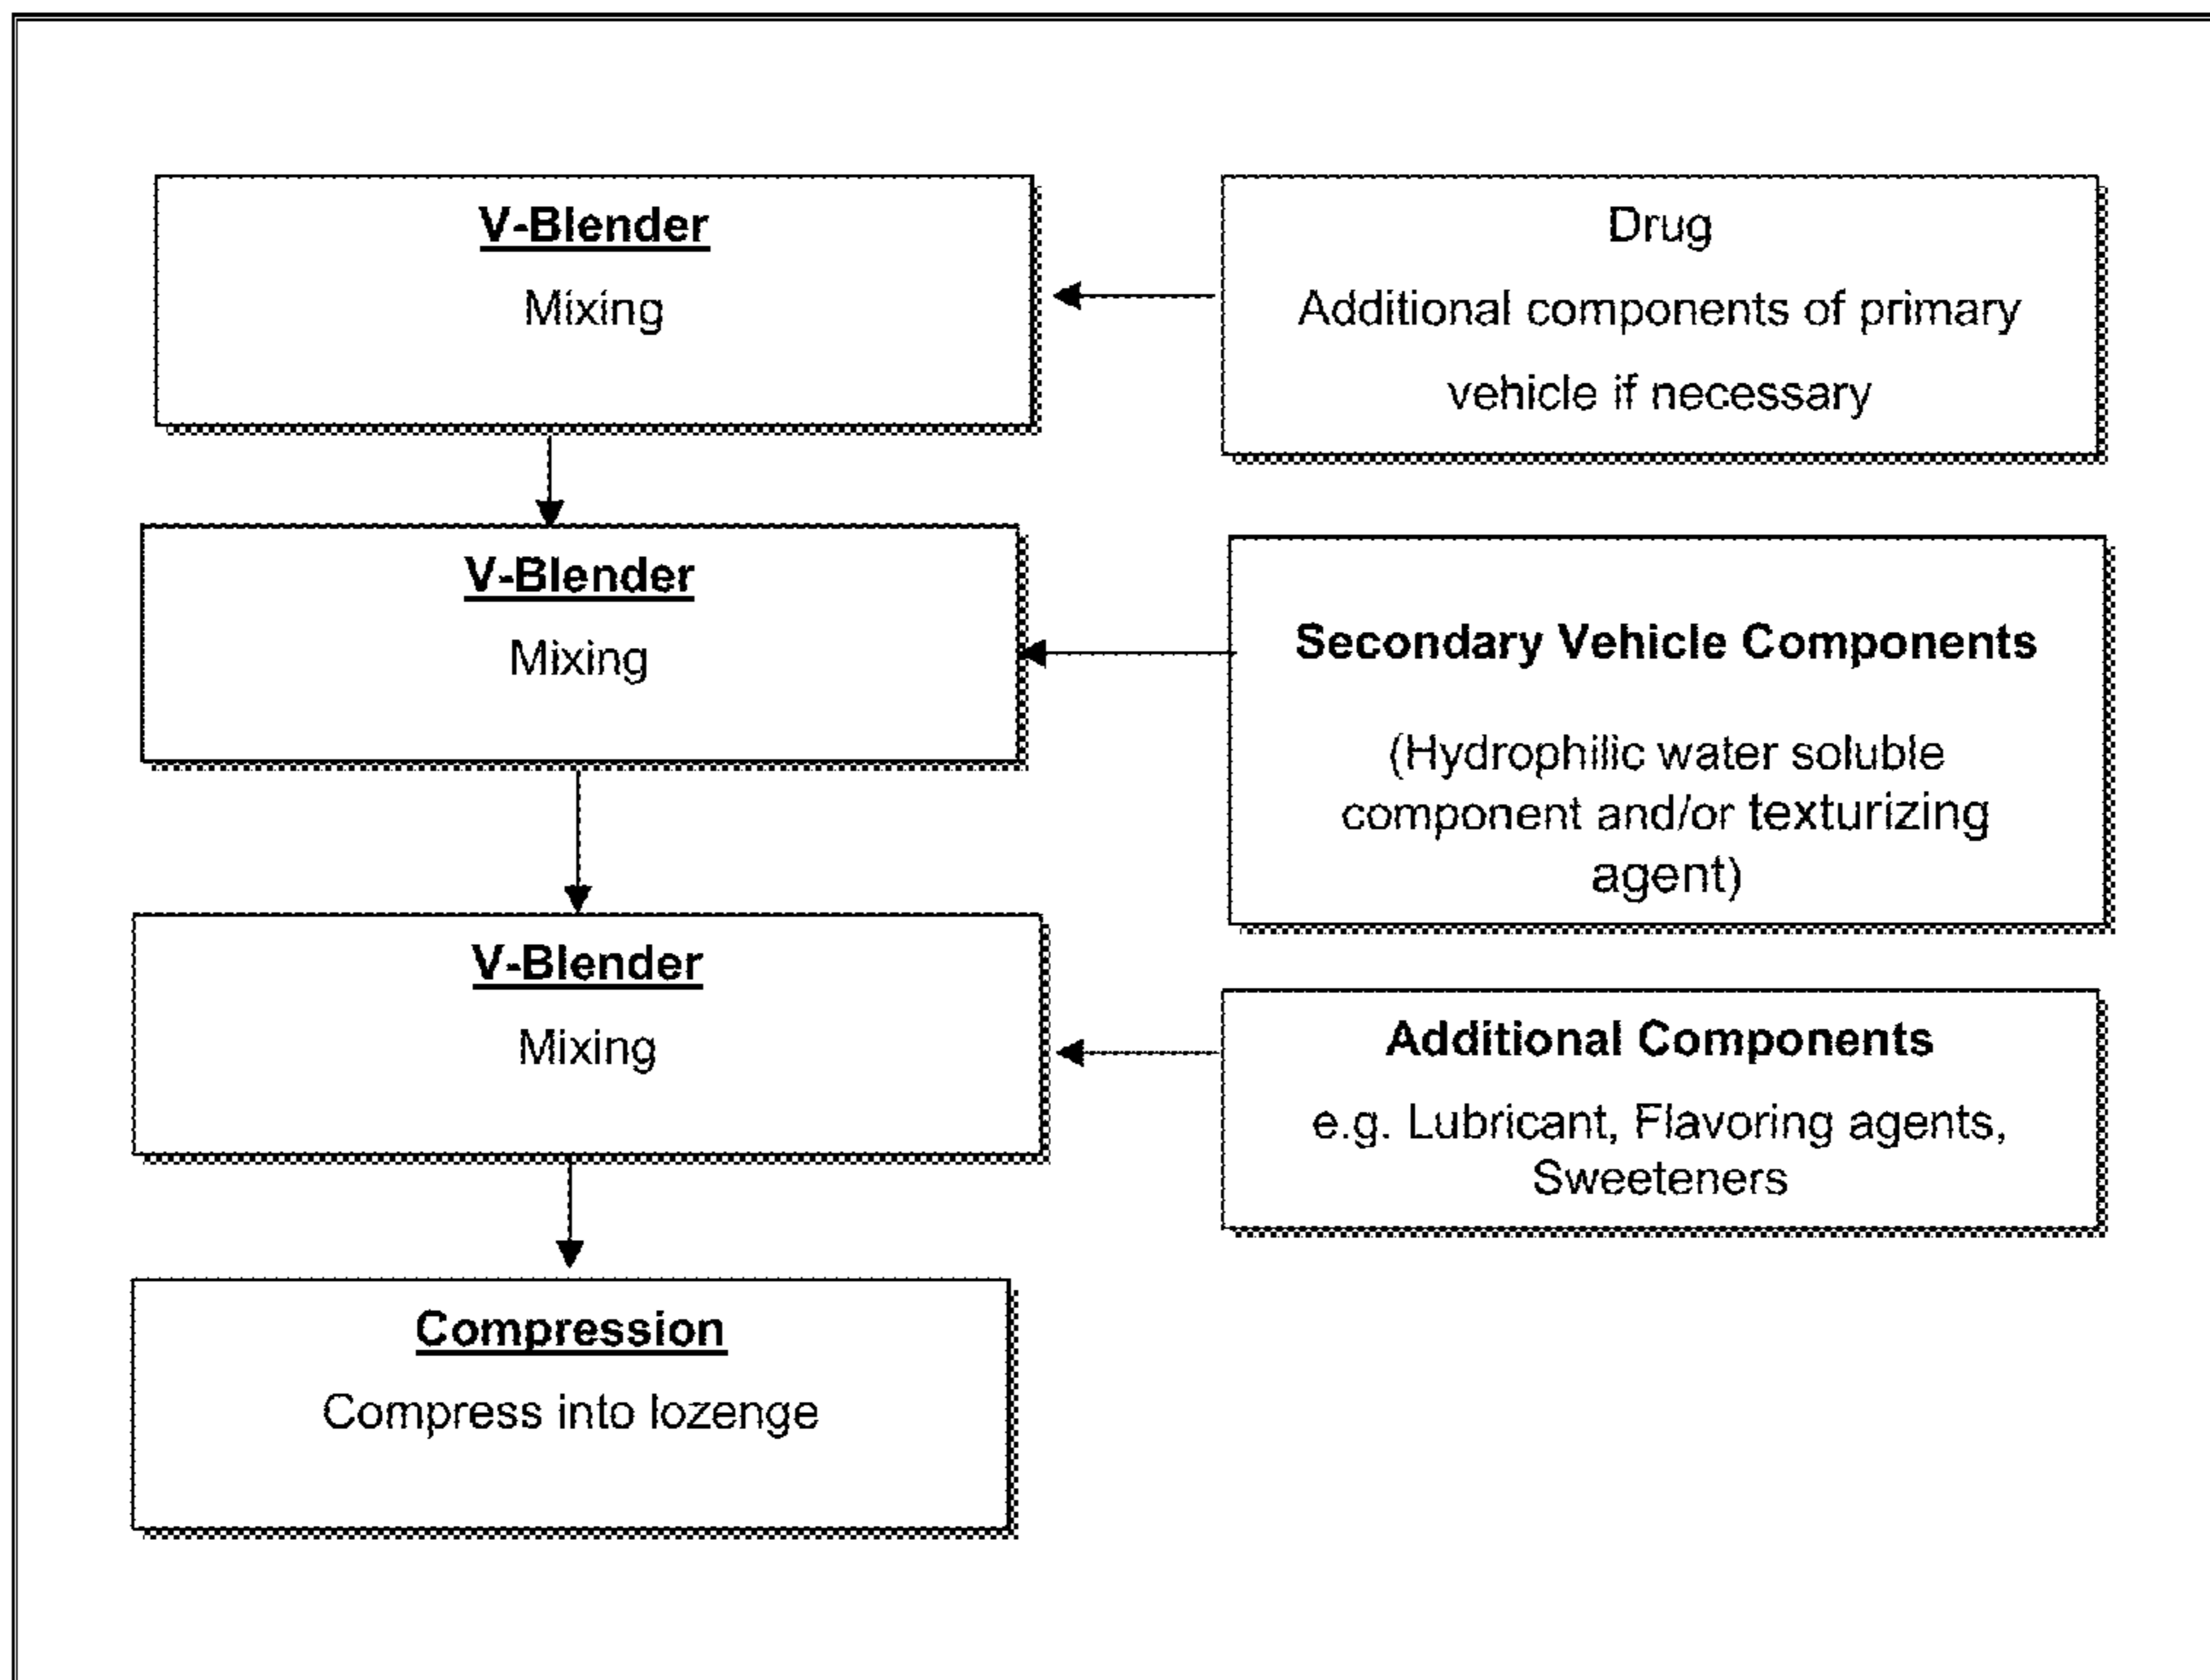 V-Blender
Mixing
Drug
Additional components of primary
vehicle if necessary
V-Blender
Mixing
Secondary Vehicle Components
(Hydrophilic water soluble
component and/or texturizing
agent)
V-Blender
Mixing
Additional Components
e.g. Lubricant, Flavoring agents,
Sweeteners
Compression
Compress into lozenge